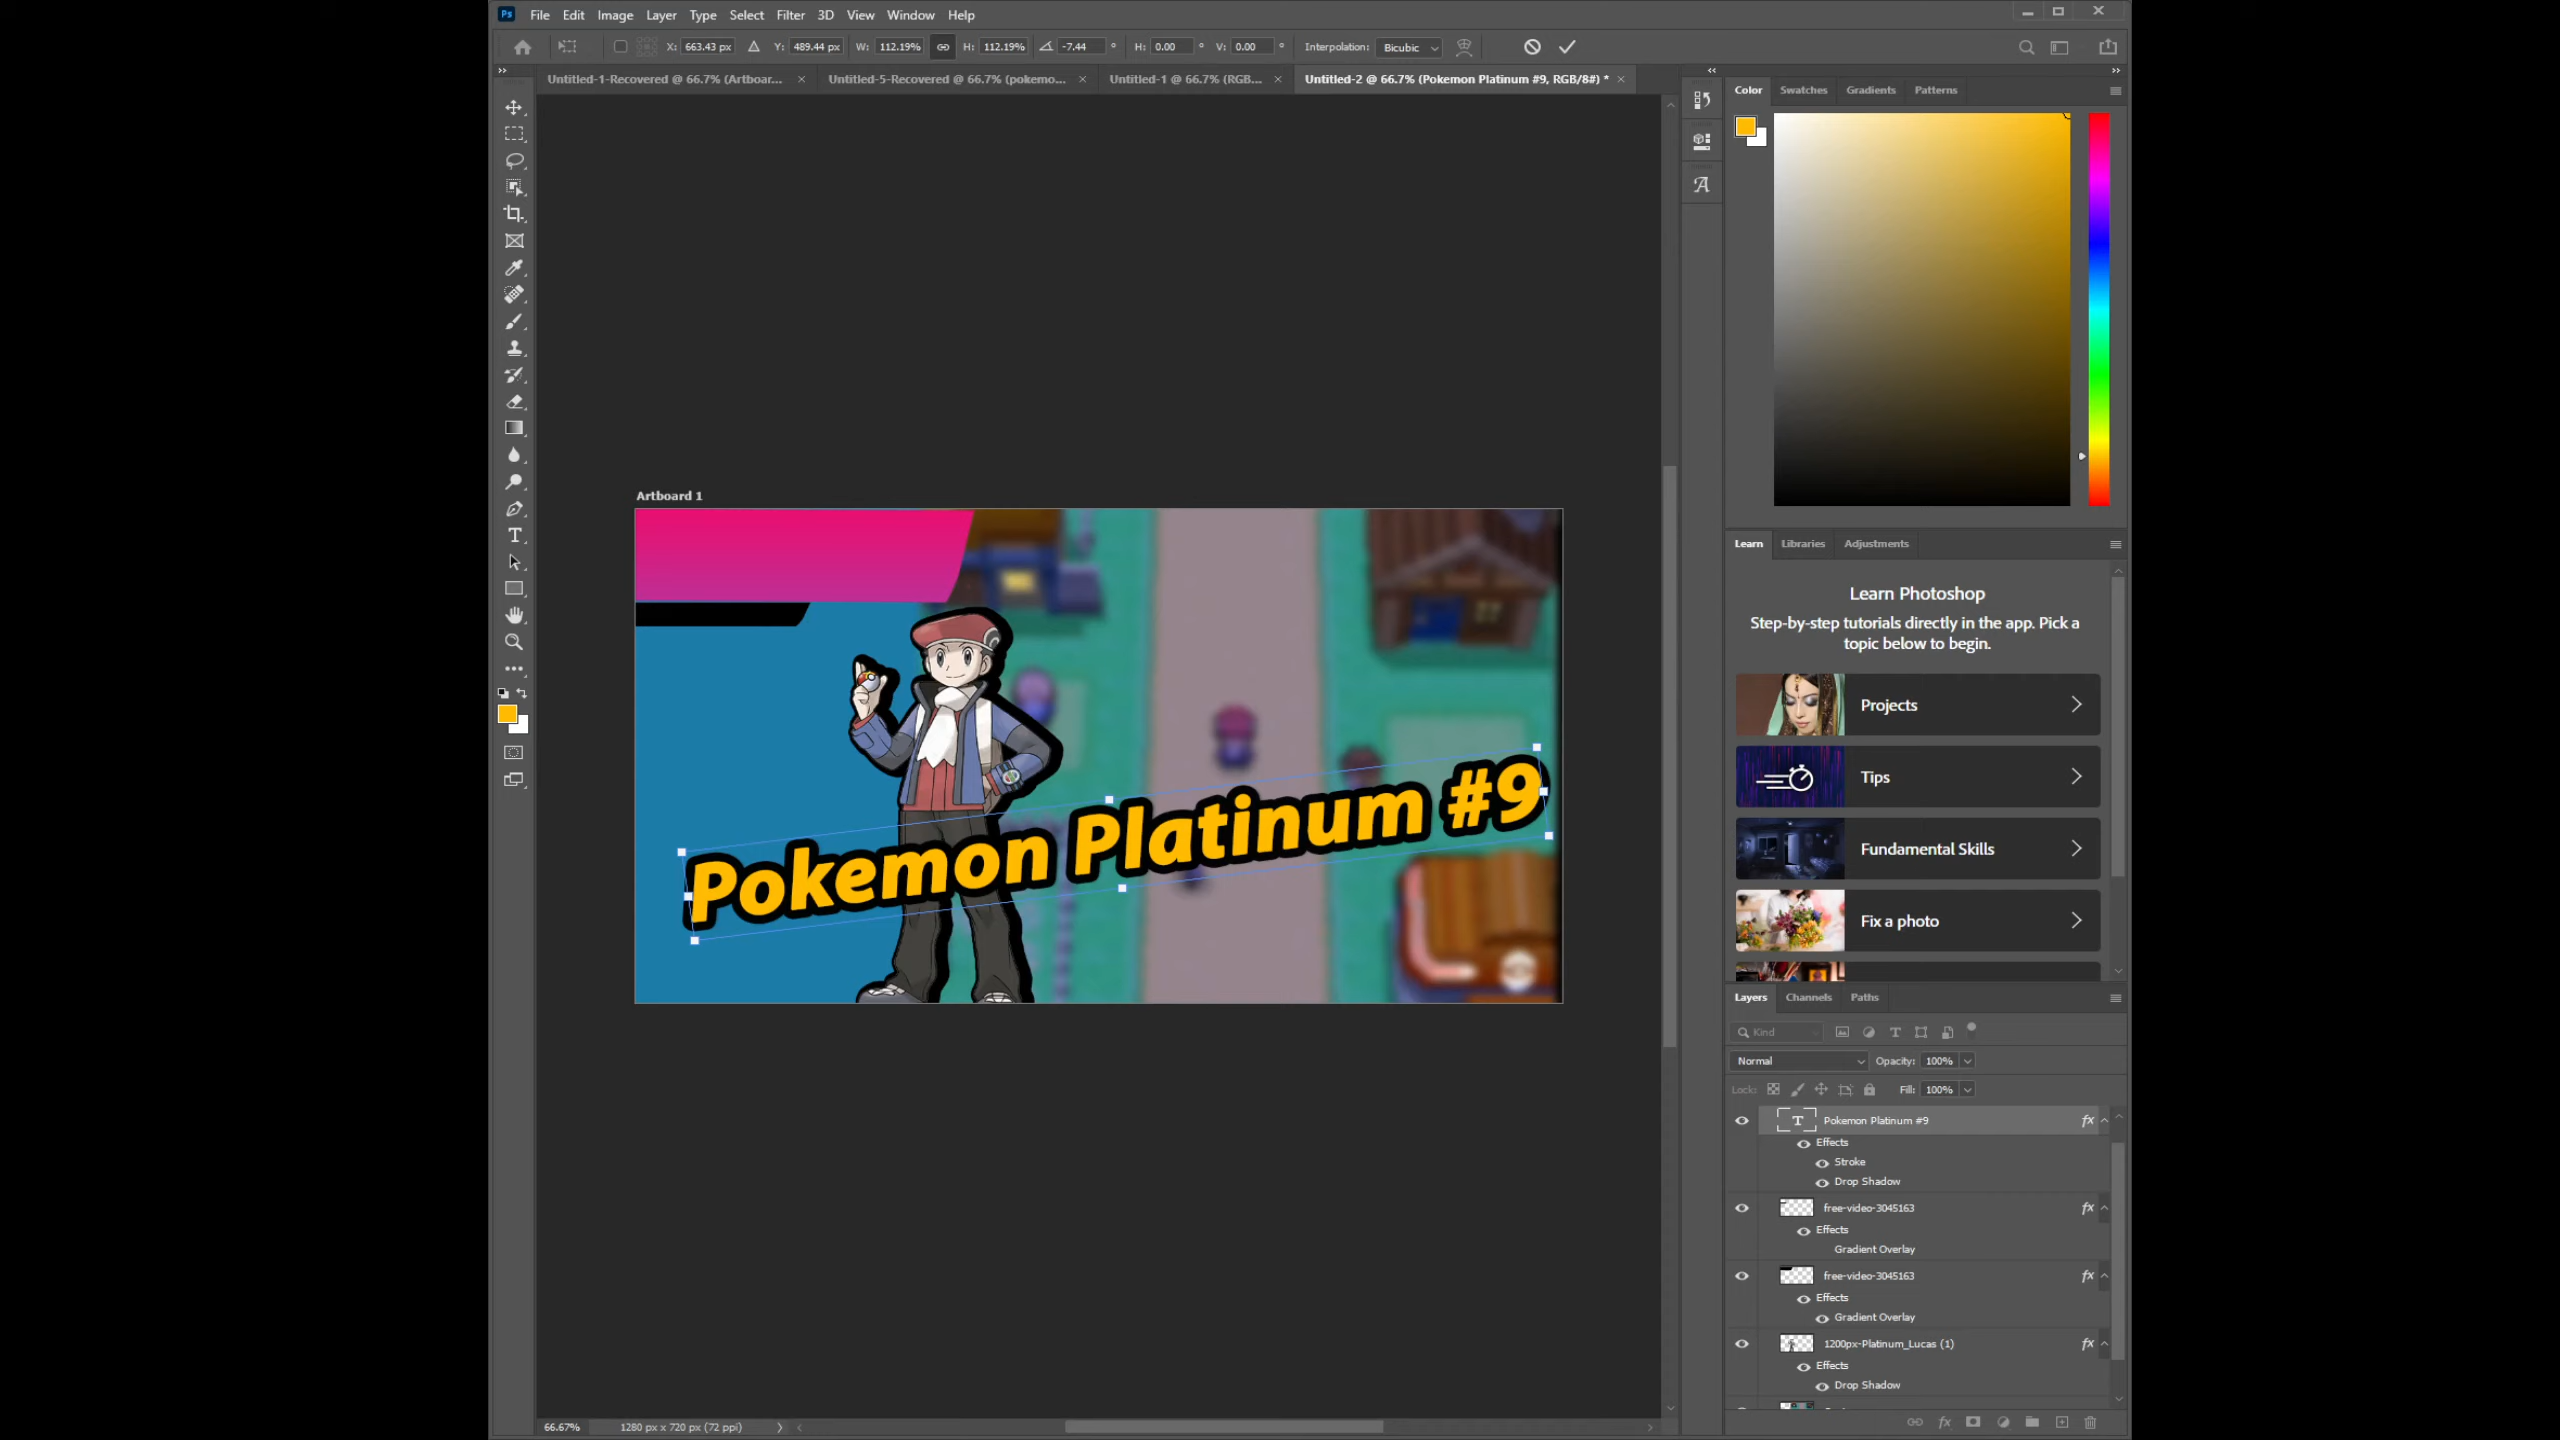 Ps File Edit Image Layer Type Select Filter 3D View Window Help
X: 663.43 px Y: 489.44 px W: 112.19% H: 112.19% -7.44 ° H: 0.00 ° V: 0.00 ° Interpolation: Bicubic
Untitled-1-Recovered @ 66.7% (Artboar... × Untitled-5-Recovered @ 66.7% (pokemo... × Untitled-1 @ 66.7% (RGB... × Untitled-2 @ 66.7% (Pokemon Platinum #9, RGB/8#) * ×
Color Swatches Gradients Patterns
Artboard 1
Pokemon Platinum #9
Learn Libraries Adjustments
Learn Photoshop
Step-by-step tutorials directly in the app. Pick a
topic below to begin.
Projects
Tips
Fundamental Skills
Fix a photo
Layers Channels Paths
Kind
Normal Opacity: 100%
Lock: Fill: 100%
T Pokemon Platinum #9 fx
Effects
Stroke
Drop Shadow
free-video-3045163 fx
Effects
Gradient Overlay
free-video-3045163 fx
Effects
Gradient Overlay
1200px-Platinum_Lucas (1) fx
Effects
Drop Shadow
66.67% 1280 px x 720 px (72 ppi)